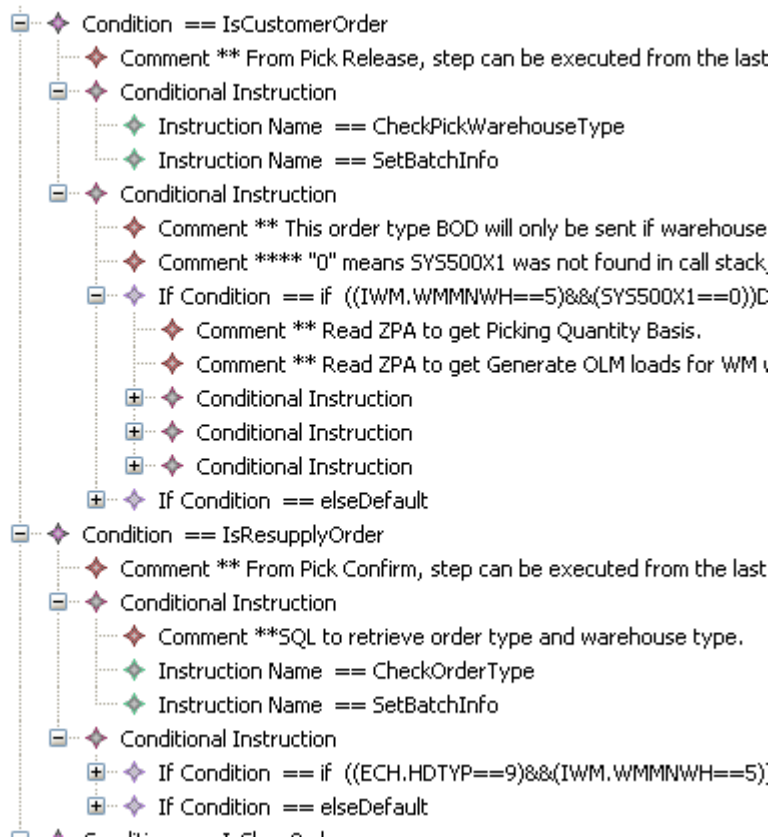 Condition == IsCustomerOrder
Comment ** From Pick Release, step can be executed from the last
Conditional Instruction
Instruction Name == CheckPickWarehouseType
Instruction Name == SetBatchInfo
Conditional Instruction
Comment ** This order type BOD will only be sent if warehouse
Comment **** "0" means SYS500X1 was not found in call stack,
If Condition == if ((IWM.WMMNWH==5)&&(SYS500X1==0))D
Comment ** Read ZPA to get Picking Quantity Basis.
Comment ** Read ZPA to get Generate OLM loads for WM
Conditional Instruction
Conditional Instruction
Conditional Instruction
If Condition == elseDefault
Condition == IsResupplyOrder
Comment ** From Pick Confirm, step can be executed from the last
Conditional Instruction
Comment **SQL to retrieve order type and warehouse type.
Instruction Name == CheckOrderType
Instruction Name == SetBatchInfo
Conditional Instruction
If Condition == if ((ECH.HDTYP==9)&&(IWM.WMMNWH==5))
If Condition == elseDefault